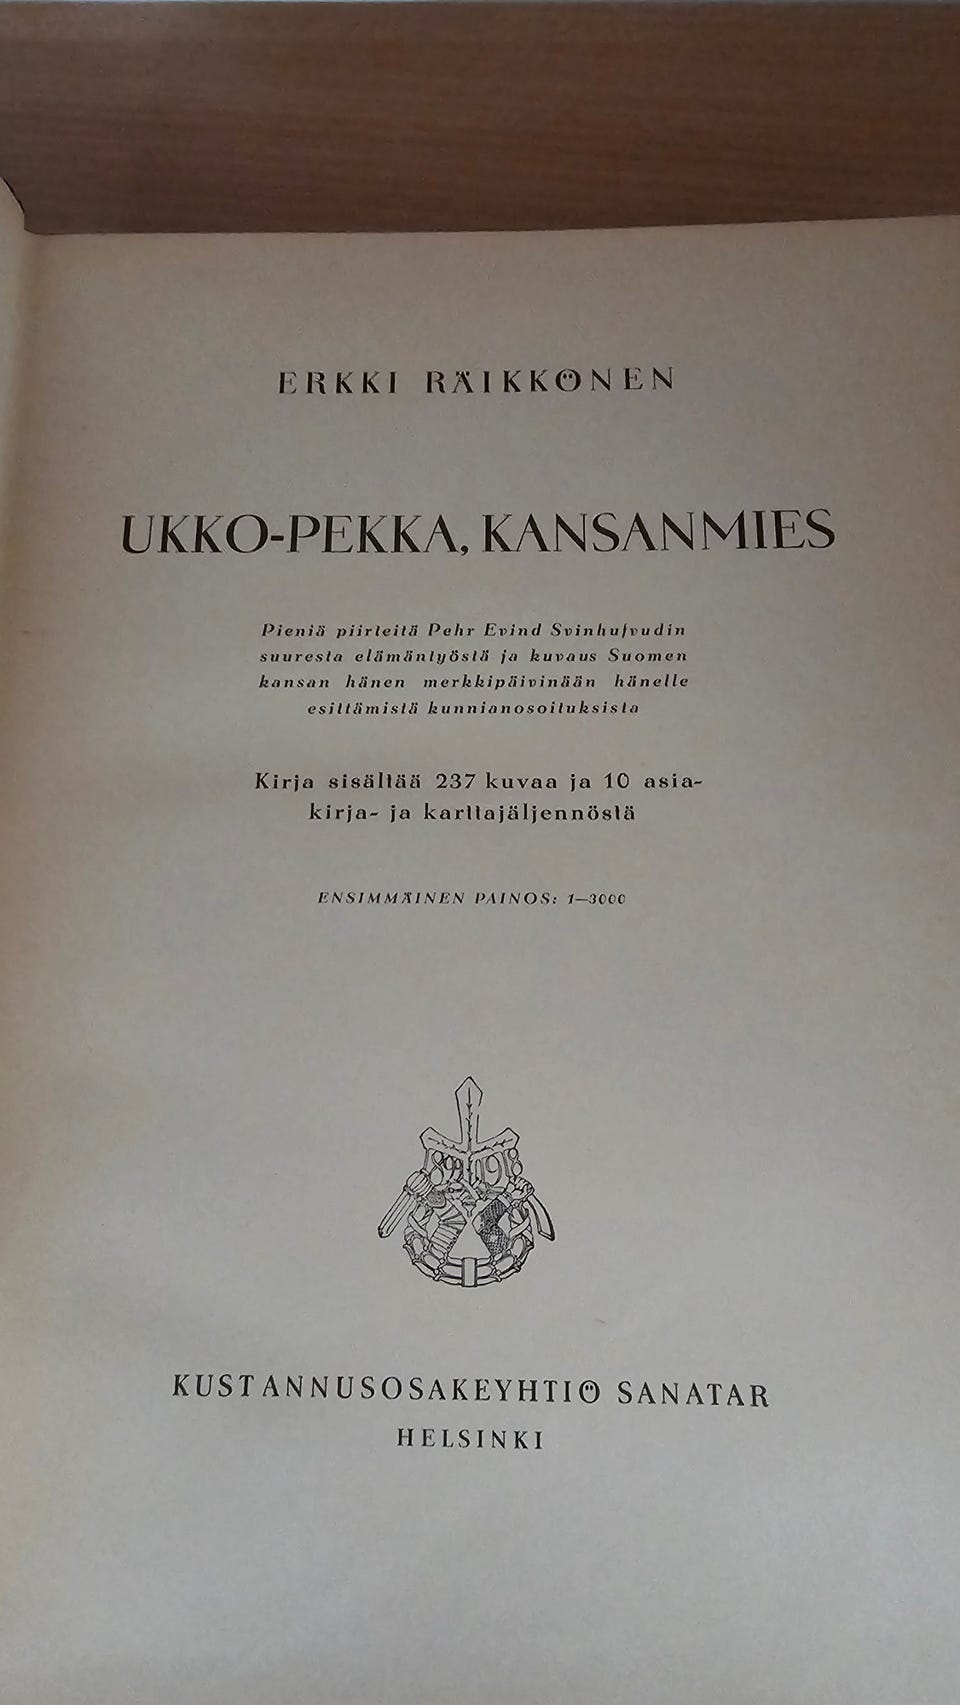 ERKKI RÄIKKÖNEN
UKKO-PEKKA, KANSANMIES
Pieniä piirteitä Pehr Evind Svinhufvudin
suuresta elämäntyöstä ja kuvaus Suomen
kansan hänen merkkipäivinään hänelle
esittämistä kunnianosoituksista
Kirja sisältää 237 kuvaa ja 10 asia-
kirja- ja karttajäljennöstä
ENSIMMÄINEN PAINOS: 1—3000
1899 1918
KUSTANNUSOSAKEYHTIÖ SANATAR
HELSINKI